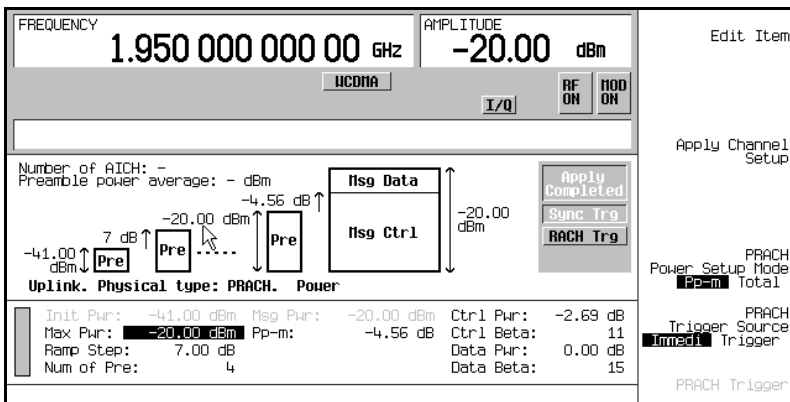 FREQUENCY
1.950 000 000 00 GHz
AMPLITUDE
-20.00 dBm
WCDMA
I/Q
RF ON
MOD ON
Edit Item
Apply Channel
Setup
Number of AICH: -
Preamble power average: - dBm
-41.00 dBm
Pre
7 dB
-20.00 dBm
Pre
.....
-4.56 dB
Pre
Msg Data
Msg Ctrl
-20.00
dBm
Apply
Completed
Sync Trg
RACH Trg
Uplink. Physical type: PRACH. Power
PRACH
Power Setup Mode
Pp-m Total
PRACH
Trigger Source
Immedi Trigger
PRACH Trigger
Init Pwr: -41.00 dBm Msg Pwr: -20.00 dBm Ctrl Pwr: -2.69 dB
Max Pwr: -20.00 dBm Pp-m: -4.56 dB Ctrl Beta: 11
Ramp Step: 7.00 dB Data Pwr: 0.00 dB
Num of Pre: 4 Data Beta: 15